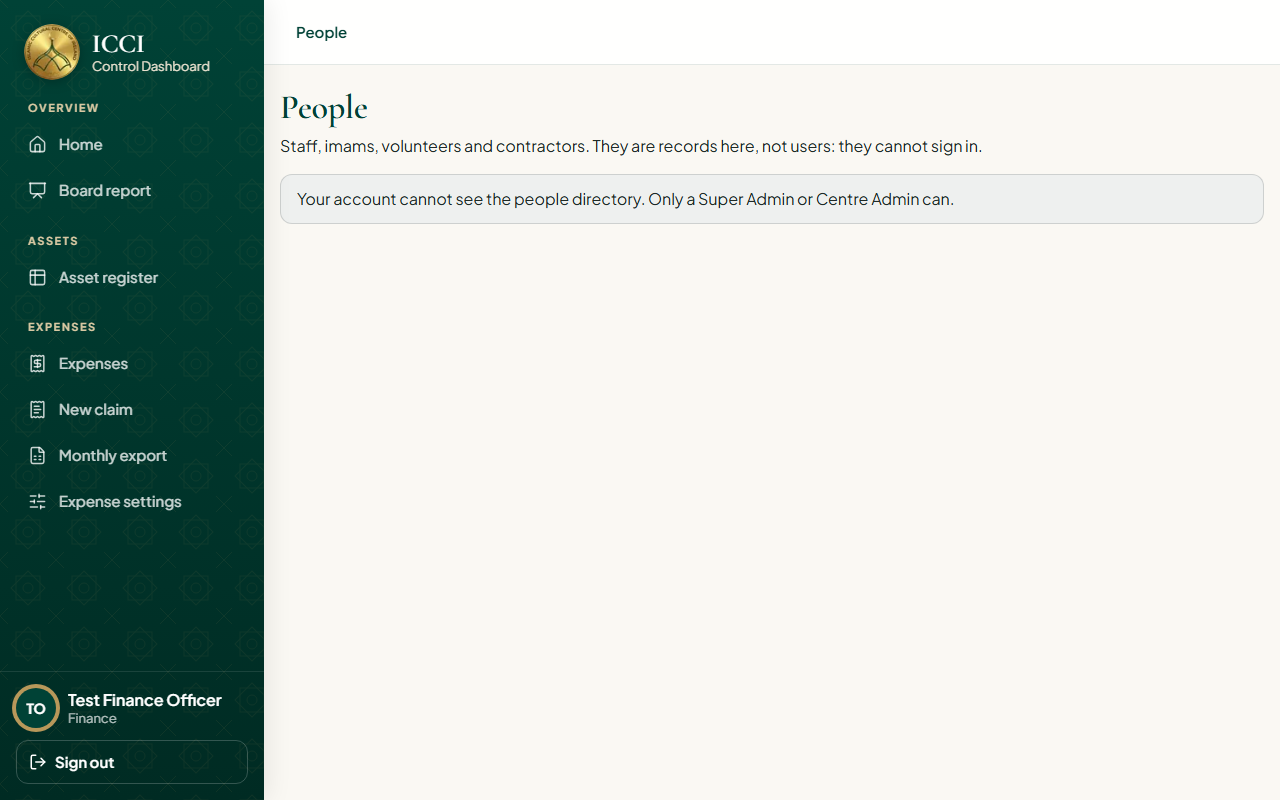 ICCI
Control Dashboard
OVERVIEW
Home
Board report
ASSETS
Asset register
EXPENSES
Expenses
New claim
Monthly export
Expense settings
TO
Test Finance Officer
Finance
Sign out
People
People
Staff, imams, volunteers and contractors. They are records here, not users: they cannot sign in.
Your account cannot see the people directory. Only a Super Admin or Centre Admin can.